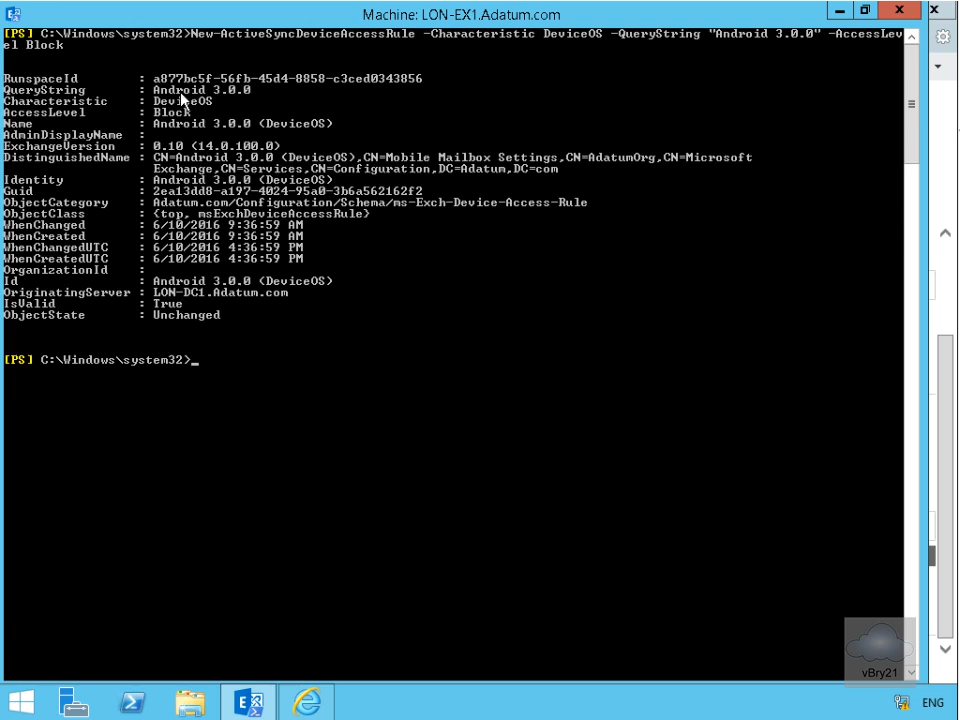 Machine: LON-EX1.Adatum.com
[PS] C:\Windows\system32>New-ActiveSyncDeviceAccessRule -Characteristic DeviceOS -QueryString "Android 3.0.0" -AccessLev
el Block
RunspaceId : a877bc5f-56fb-45d4-8858-c3ced0343856
QueryString : Android 3.0.0
Characteristic : DeviceOS
AccessLevel : Block
Name : Android 3.0.0 (DeviceOS)
AdminDisplayName :
ExchangeVersion : 0.10 (14.0.100.0)
DistinguishedName : CN=Android 3.0.0 (DeviceOS),CN=Mobile Mailbox Settings,CN=AdatumOrg,CN=Microsoft
Exchange,CN=Services,CN=Configuration,DC=Adatum,DC=com
Identity : Android 3.0.0 (DeviceOS)
Guid : 2ea13dd8-a197-4024-95a0-3b6a562162f2
ObjectCategory : Adatum.com/Configuration/Schema/ms-Exch-Device-Access-Rule
ObjectClass : {top, msExchDeviceAccessRule}
WhenChanged : 6/10/2016 9:36:59 AM
WhenCreated : 6/10/2016 9:36:59 AM
WhenChangedUTC : 6/10/2016 4:36:59 PM
WhenCreatedUTC : 6/10/2016 4:36:59 PM
OrganizationId :
Id : Android 3.0.0 (DeviceOS)
OriginatingServer : LON-DC1.Adatum.com
IsValid : True
ObjectState : Unchanged
[PS] C:\Windows\system32>_
vBry21
ENG